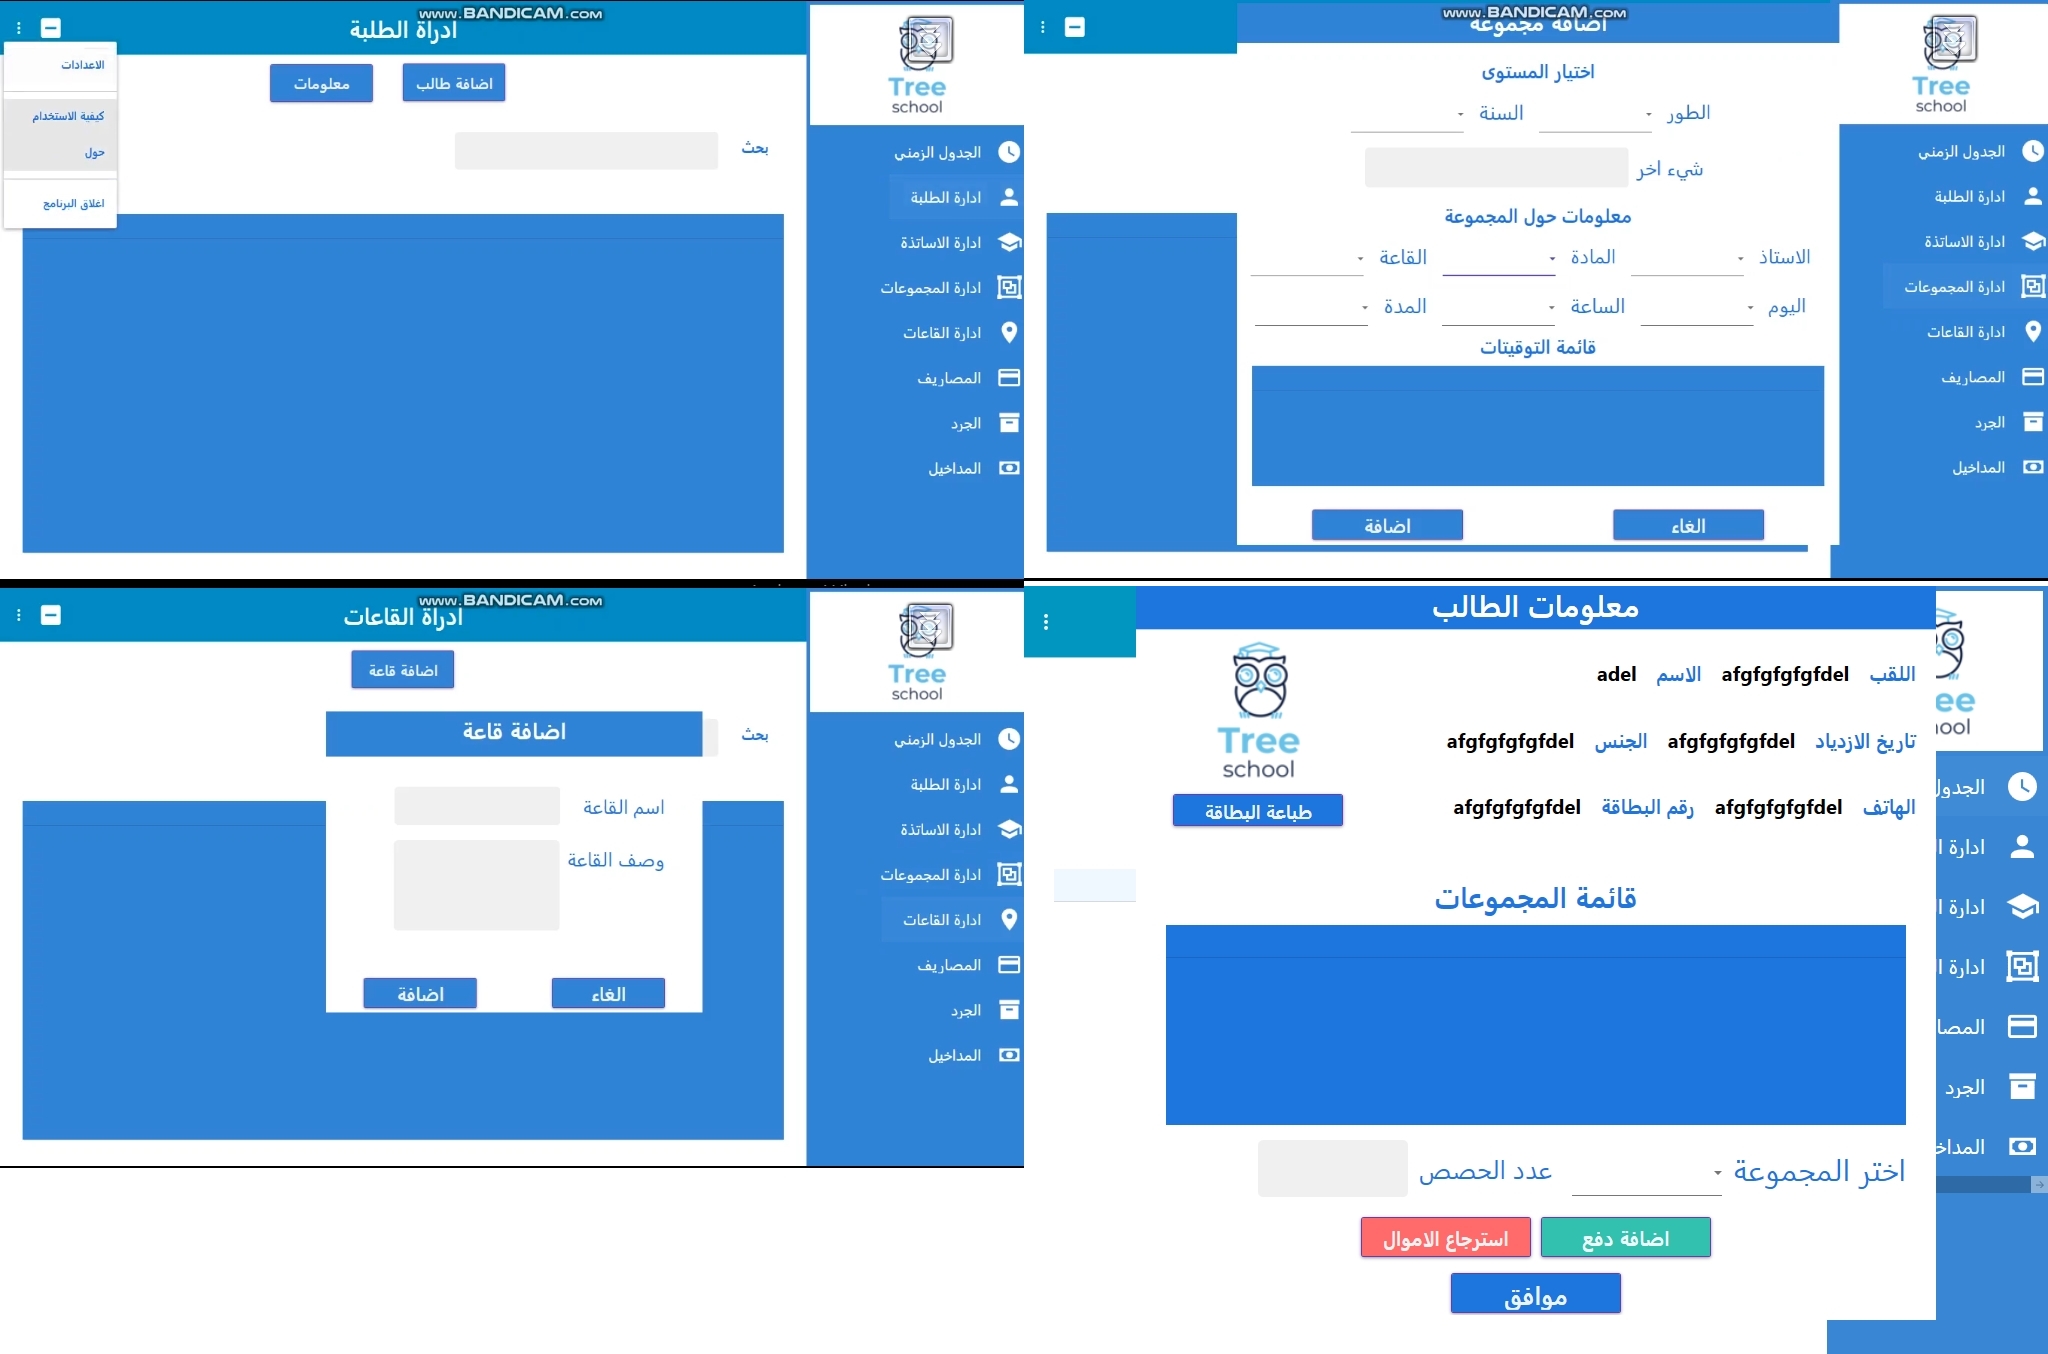 www.BANDICAM.com
ادراة الطلبة
الاعدادات
كيفية الاستخدام
حول
اغلاق البرنامج
اضافة طالب
معلومات
بحث
Tree
school
الجدول الزمني
ادارة الطلبة
ادارة الاساتذة
ادارة المجموعات
ادارة القاعات
المصاريف
الجرد
المداخيل
www.BANDICAM.com
اضافة مجموعة
اختيار المستوى
الطور السنة
شيء اخر
معلومات حول المجموعة
الاستاذ المادة القاعة
اليوم الساعة المدة
قائمة التوقيتات
الغاء اضافة
Tree
school
الجدول الزمني
ادارة الطلبة
ادارة الاساتذة
ادارة المجموعات
ادارة القاعات
المصاريف
الجرد
المداخيل
www.BANDICAM.com
ادراة القاعات
اضافة قاعة
بحث
اضافة قاعة
اسم القاعة
وصف القاعة
الغاء اضافة
Tree
school
الجدول الزمني
ادارة الطلبة
ادارة الاساتذة
ادارة المجموعات
ادارة القاعات
المصاريف
الجرد
المداخيل
معلومات الطالب
Tree
school
اللقب afgfgfgfgfdel الاسم adel
تاريخ الازدياد afgfgfgfgfdel الجنس afgfgfgfgfdel
الهاتف afgfgfgfgfdel رقم البطاقة afgfgfgfgfdel
طباعة البطاقة
قائمة المجموعات
اختر المجموعة عدد الحصص
اضافة دفع استرجاع الاموال
موافق
ee
ool
الجدول
ادارة ا
ادارة ا
ادارة ا
المصا
الجرد
المداخ